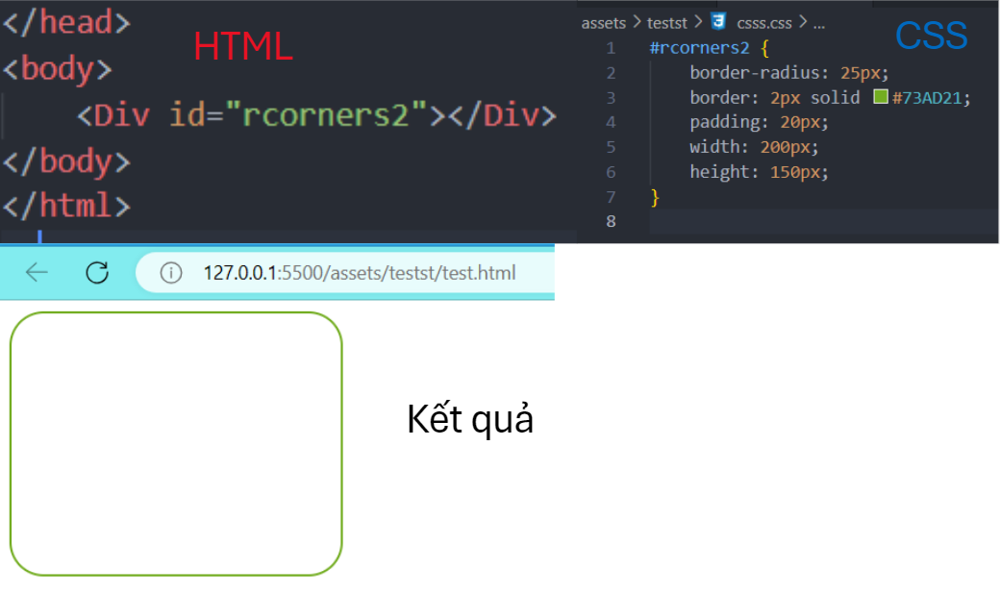 </head>
HTML
<body>
<Div id="rcorners2"></Div>
</body>
</html>
assets > testst > csss.css > ...
CSS
1 #rcorners2 {
2 border-radius: 25px;
3 border: 2px solid #73AD21;
4 padding: 20px;
5 width: 200px;
6 height: 150px;
7 }
8
127.0.0.1:5500/assets/testst/test.html
Kết quả